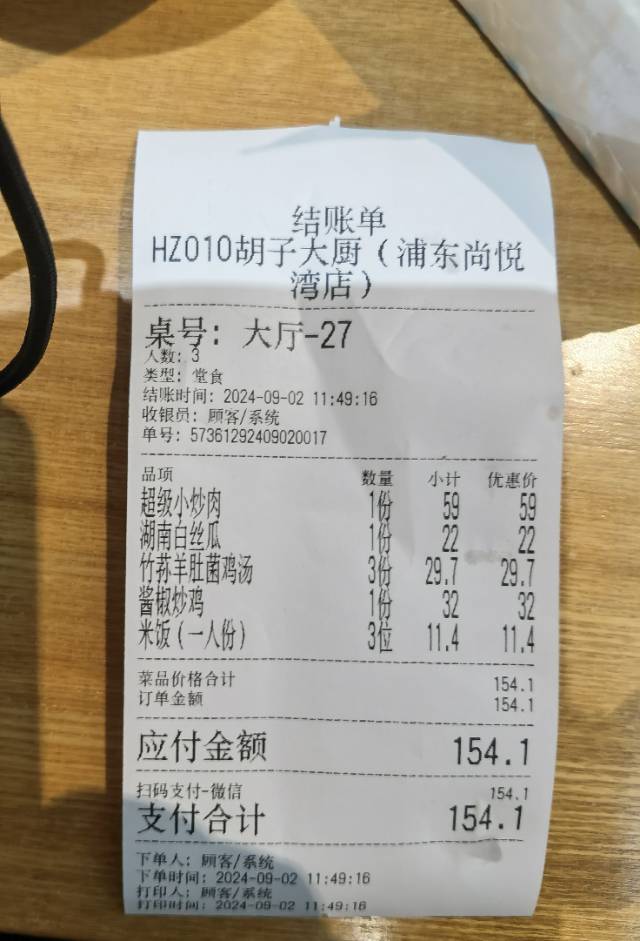 结账单
HZ010胡子大厨（浦东尚悦
湾店）
桌号: 大厅-27
人数: 3
类型: 堂食
结账时间: 2024-09-02 11:49:16
收银员: 顾客/系统
单号: 57361292409020017
品项 数量 小计 优惠价
超级小炒肉 1份 59 59
湖南白丝瓜 1份 22 22
竹荪羊肚菌鸡汤 3份 29.7 29.7
酱椒炒鸡 1份 32 32
米饭（一人份） 3位 11.4 11.4
菜品价格合计 154.1
订单金额 154.1
应付金额 154.1
扫码支付-微信 154.1
支付合计 154.1
下单人: 顾客/系统
下单时间: 2024-09-02 11:49:16
打印人: 顾客/系统
打印时间: 2024-09-02 11:49:16